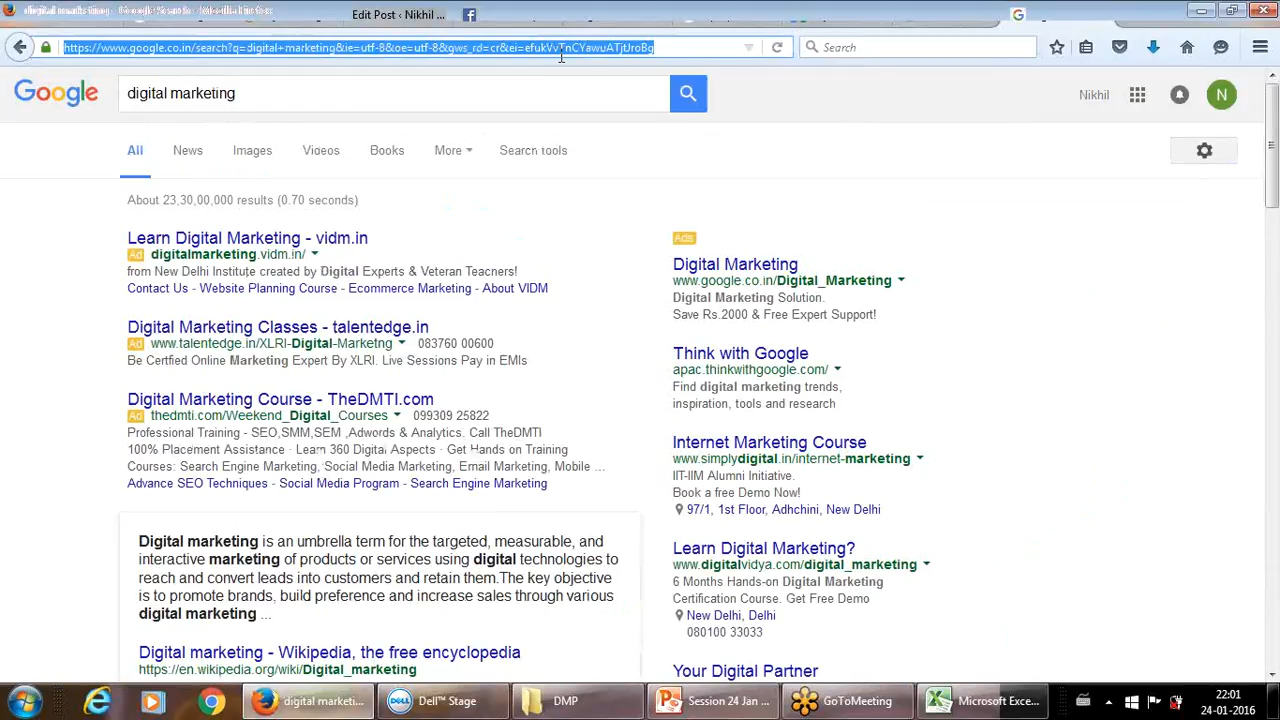 Edit Post ‹ Nikhil ...
https://www.google.co.in/search?q=digital+marketing&ie=utf-8&oe=utf-8&gws_rd=cr&ei=efukVvTnCYawuATjtJroBg
Search
Google
digital marketing
Nikhil
N
All
News
Images
Videos
Books
More
Search tools
About 23,30,00,000 results (0.70 seconds)
Learn Digital Marketing - vidm.in
Ad digitalmarketing.vidm.in/
from New Delhi Institute created by Digital Experts & Veteran Teacners!
Contact Us - Website Planning Course - Ecommerce Marketing - About VIDM
Digital Marketing Classes - talentedge.in
Ad www.talentedge.in/XLRI-Digital-Marketng 083760 00600
Be Certfied Online Marketing Expert By XLRI. Live Sessions Pay in EMIs
Digital Marketing Course - TheDMTI.com
Ad thedmti.com/Weekend_Digital_Courses 099309 25822
Professional Training - SEO,SMM,SEM ,Adwords & Analytics. Call TheDMTI
100% Placement Assistance · Learn 360 Digital Aspects · Get Hands on Training
Courses: Search Engine Marketing, Social Media Marketing, Email Marketing, Mobile ...
Advance SEO Techniques - Social Media Program - Search Engine Marketing
Digital marketing is an umbrella term for the targeted, measurable, and
interactive marketing of products or services using digital technologies to
reach and convert leads into customers and retain them.The key objective
is to promote brands, build preference and increase sales through various
digital marketing ...
Digital marketing - Wikipedia, the free encyclopedia
https://en.wikipedia.org/wiki/Digital_marketing
Ads
Digital Marketing
www.google.co.in/Digital_Marketing
Digital Marketing Solution.
Save Rs.2000 & Free Expert Support!
Think with Google
apac.thinkwithgoogle.com/
Find digital marketing trends,
inspiration, tools and research
Internet Marketing Course
www.simplydigital.in/internet-marketing
IIT-IIM Alumni Initiative.
Book a free Demo Now!
97/1, 1st Floor, Adhchini, New Delhi
Learn Digital Marketing?
www.digitalvidya.com/digital_marketing
6 Months Hands-on Digital Marketing
Certification Course. Get Free Demo
New Delhi, Delhi
080100 33033
Your Digital Partner
digital marketi...
Dell™ Stage
DMP
Session 24 Jan ...
GoToMeeting
Microsoft Exce...
22:01
24-01-2016